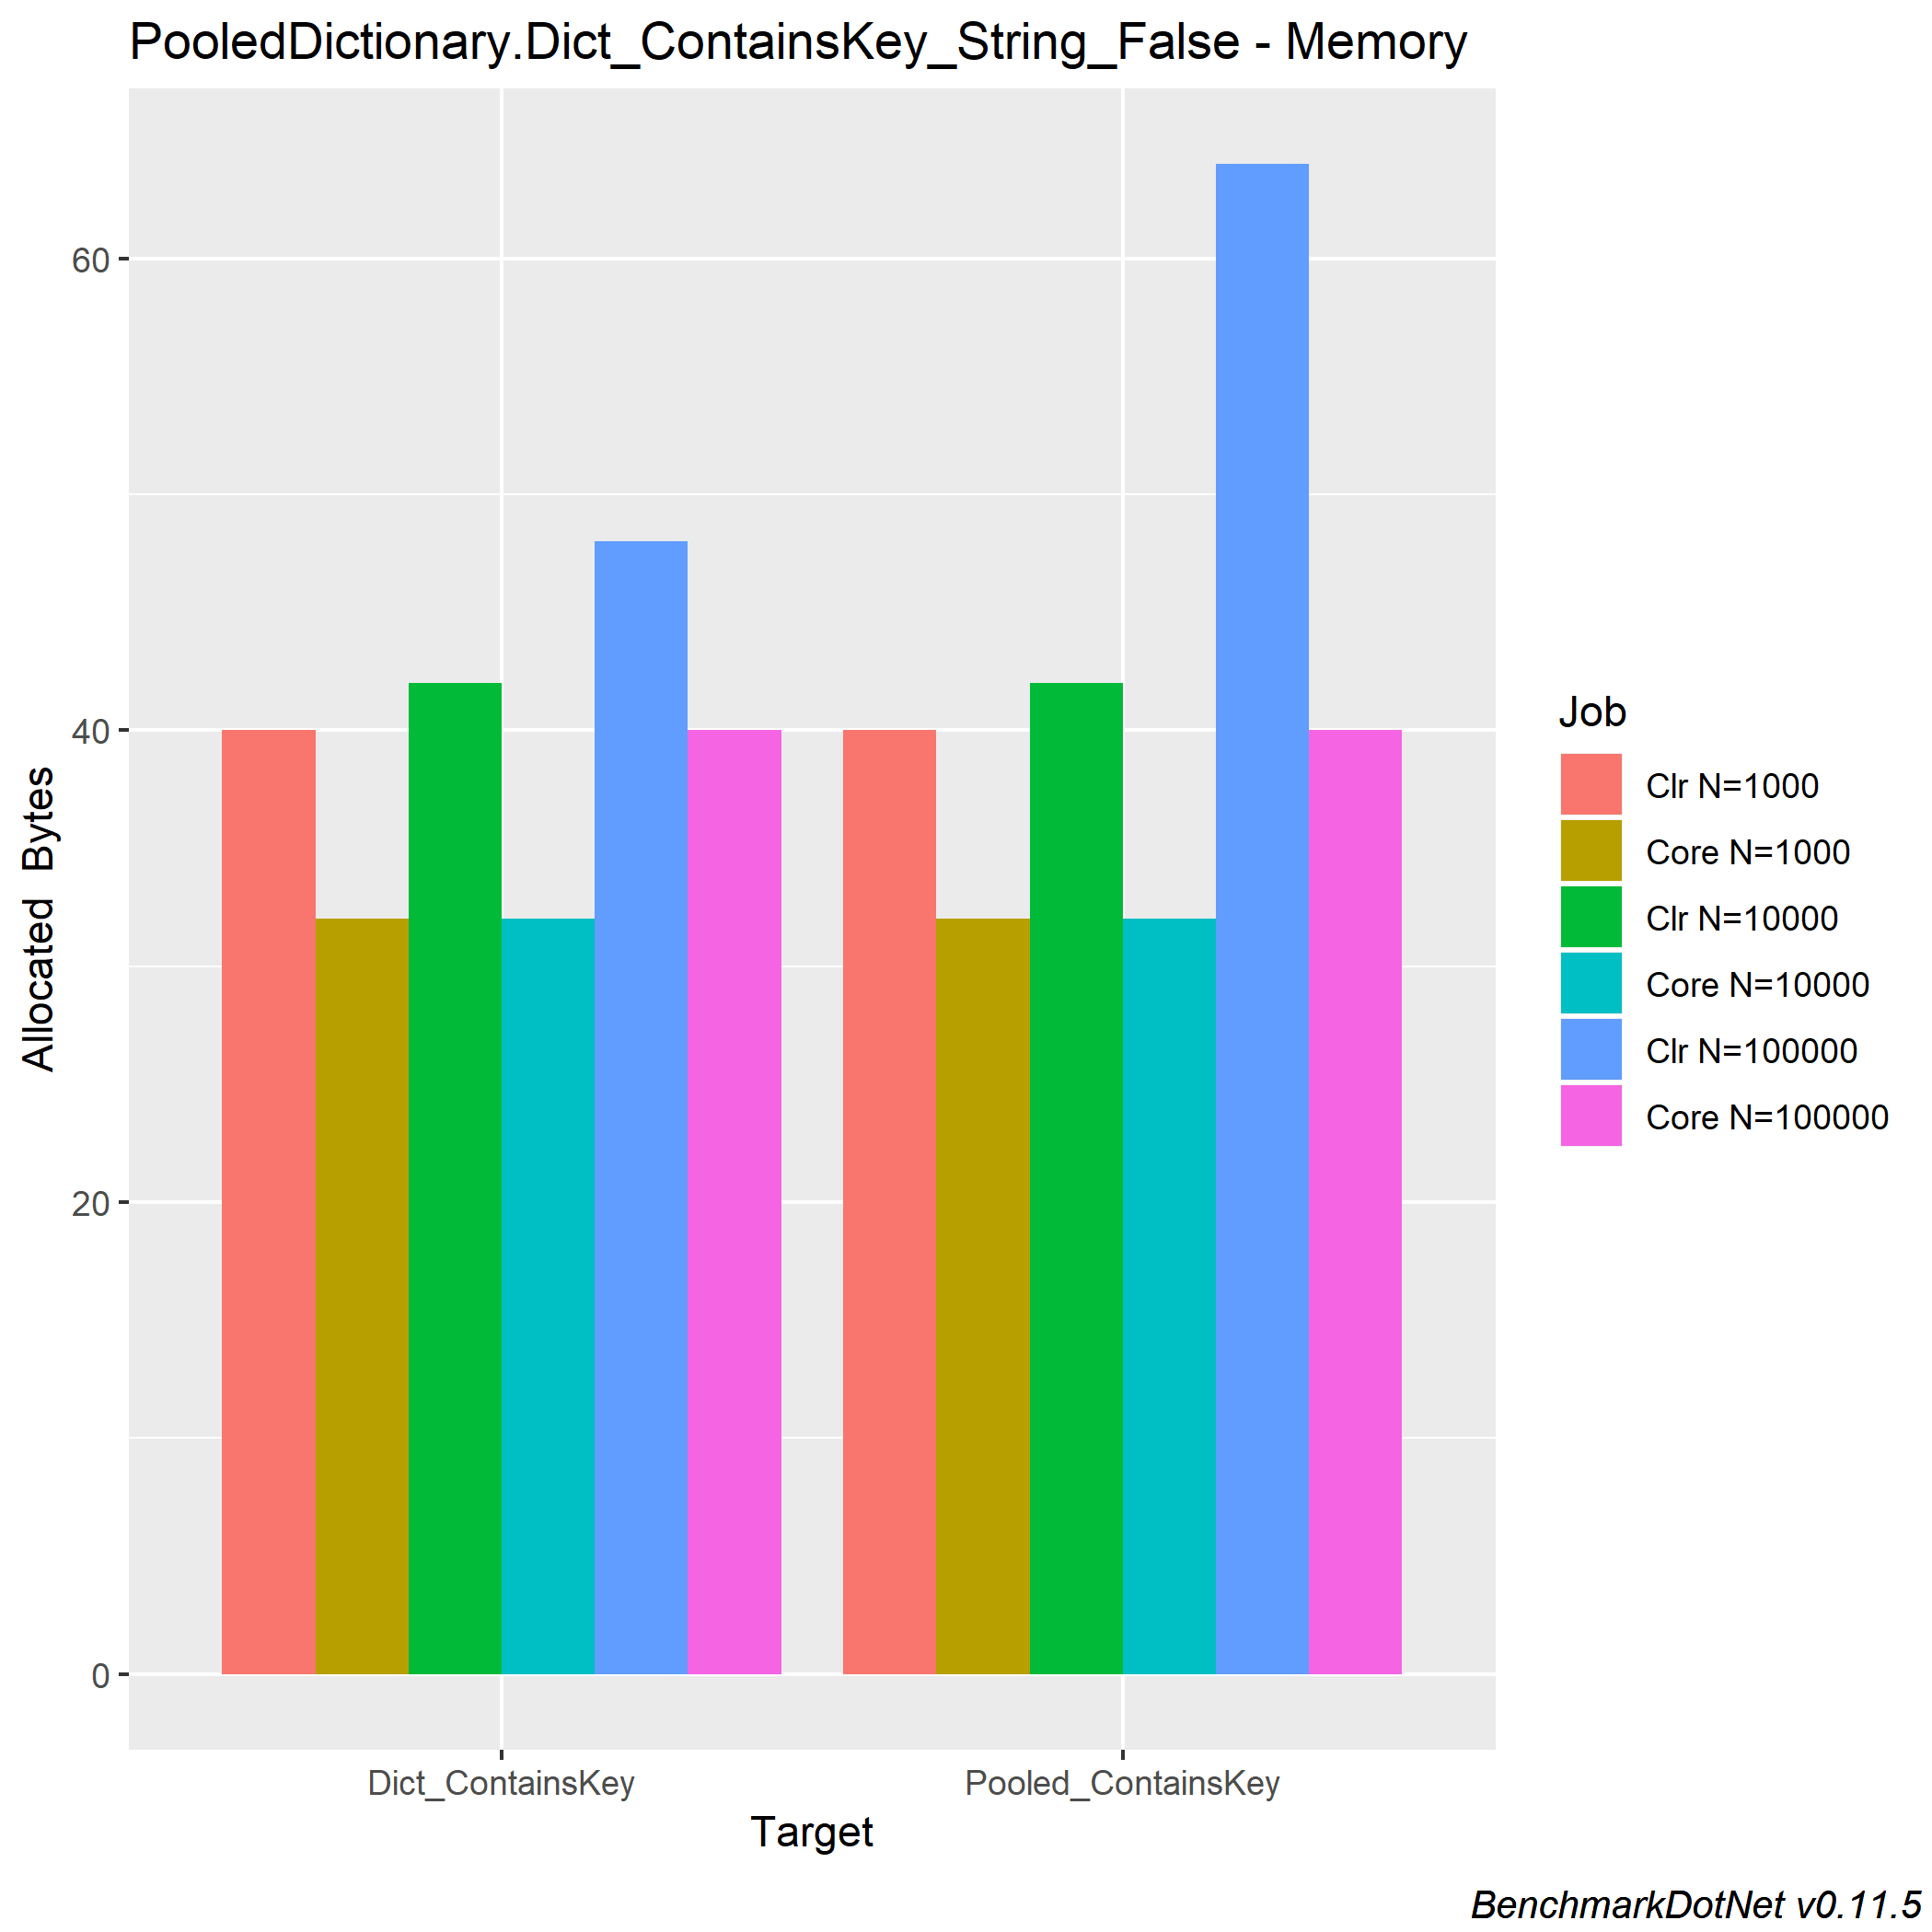 PooledDictionary.Dict_ContainsKey_String_False - Memory
60
40
20
0
Allocated Bytes
Dict_ContainsKey
Pooled_ContainsKey
Target
Job
Clr N=1000
Core N=1000
Clr N=10000
Core N=10000
Clr N=100000
Core N=100000
BenchmarkDotNet v0.11.5